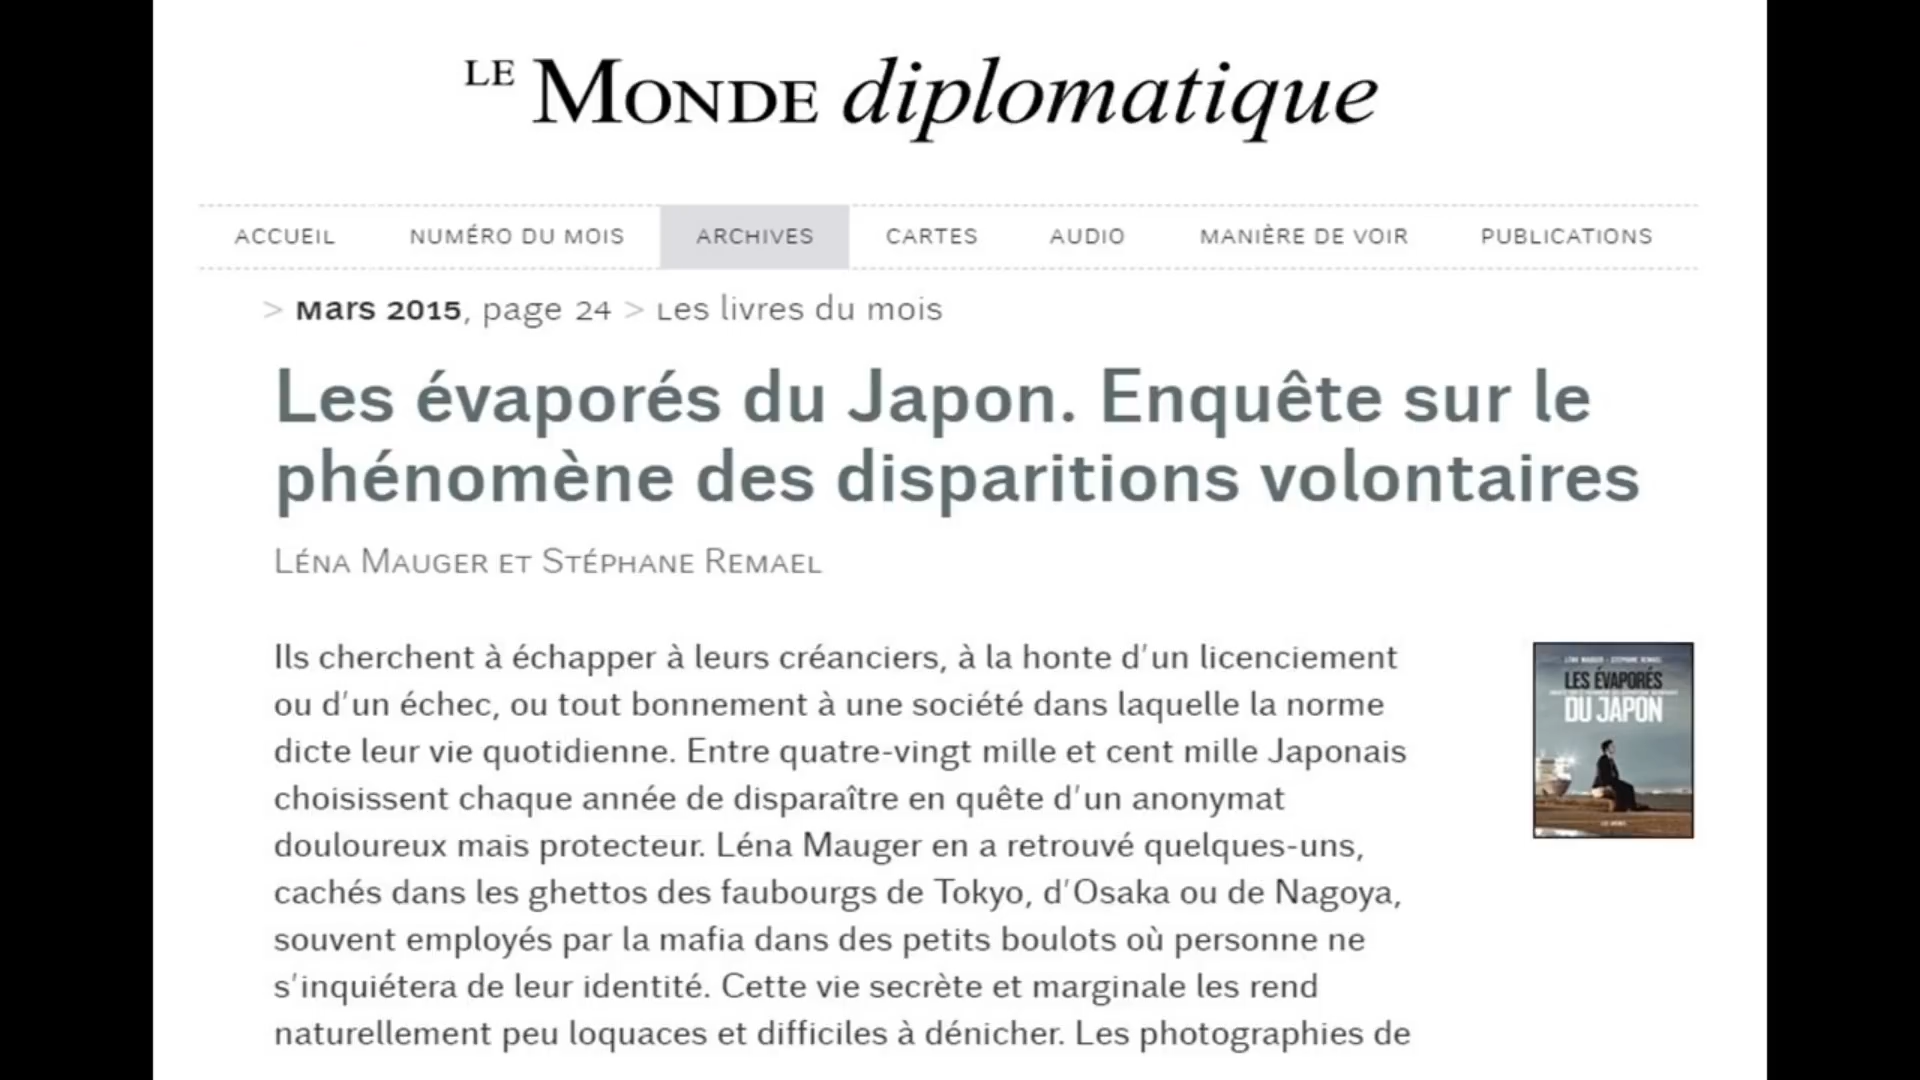 LE MONDE diplomatique
ACCUEIL NUMÉRO DU MOIS ARCHIVES CARTES AUDIO MANIÈRE DE VOIR PUBLICATIONS
> Mars 2015, page 24 > Les livres du mois
Les évaporés du Japon. Enquête sur le
phénomène des disparitions volontaires
LÉNA MAUGER ET STÉPHANE REMAEL
Ils cherchent à échapper à leurs créanciers, à la honte d'un licenciement
ou d'un échec, ou tout bonnement à une société dans laquelle la norme
dicte leur vie quotidienne. Entre quatre-vingt mille et cent mille Japonais
choisissent chaque année de disparaître en quête d'un anonymat
douloureux mais protecteur. Léna Mauger en a retrouvé quelques-uns,
cachés dans les ghettos des faubourgs de Tokyo, d'Osaka ou de Nagoya,
souvent employés par la mafia dans des petits boulots où personne ne
s'inquiétera de leur identité. Cette vie secrète et marginale les rend
naturellement peu loquaces et difficiles à dénicher. Les photographies de
LÉNA MAUGER - STÉPHANE REMAEL
LES ÉVAPORÉS
DU JAPON